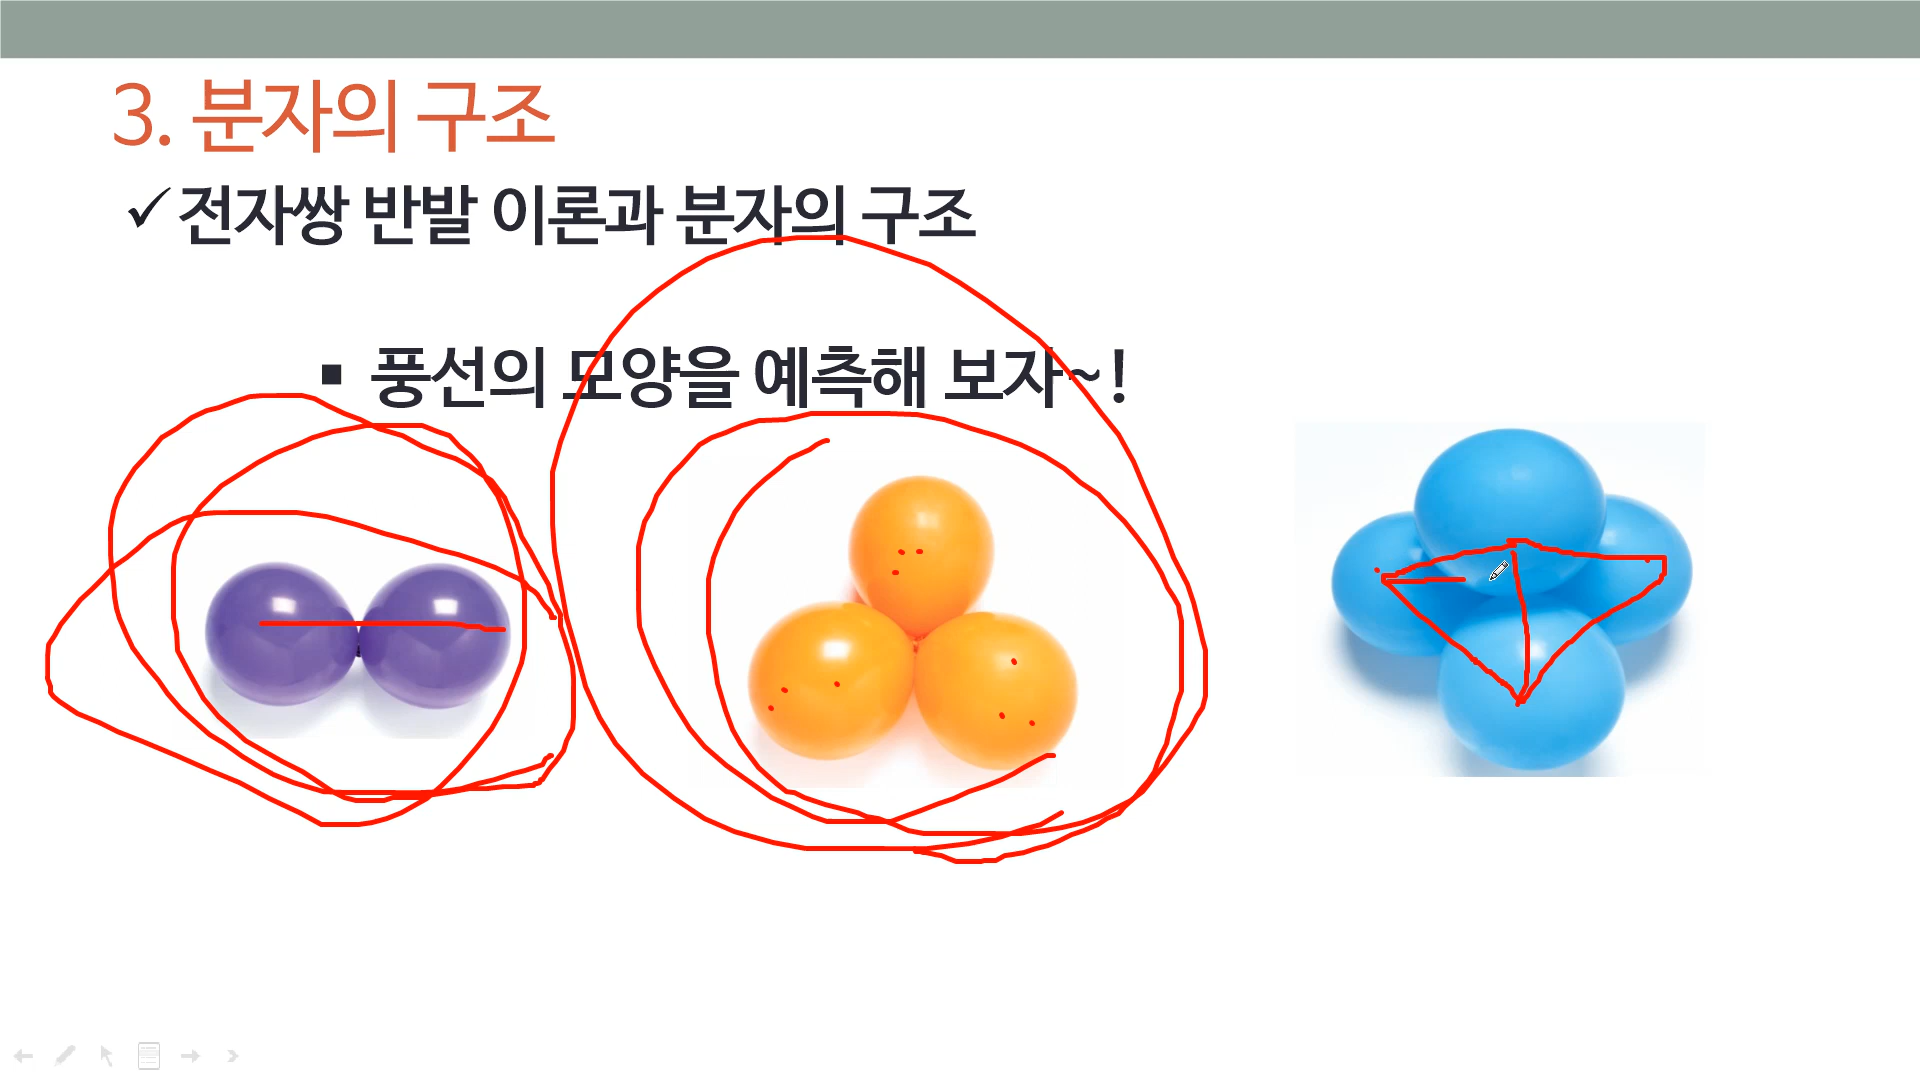 3. 분자의 구조
✓전자쌍 반발 이론과 분자의 구조
▪ 풍선의 모양을 예측해 보자~!